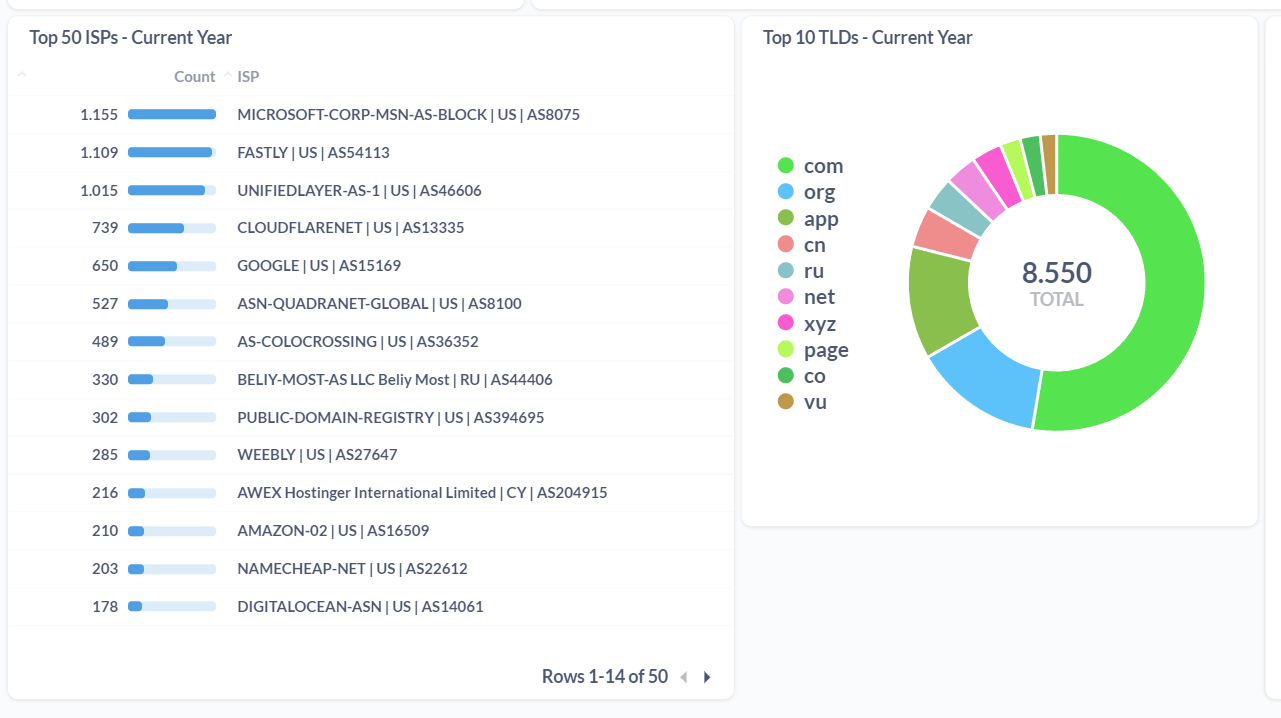 Top 50 ISPs - Current Year
Count ISP
1.155 MICROSOFT-CORP-MSN-AS-BLOCK | US | AS8075
1.109 FASTLY | US | AS54113
1.015 UNIFIEDLAYER-AS-1 | US | AS46606
739 CLOUDFLARENET | US | AS13335
650 GOOGLE | US | AS15169
527 ASN-QUADRANET-GLOBAL | US | AS8100
489 AS-COLOCROSSING | US | AS36352
330 BELIY-MOST-AS LLC Beliy Most | RU | AS44406
302 PUBLIC-DOMAIN-REGISTRY | US | AS394695
285 WEEBLY | US | AS27647
216 AWEX Hostinger International Limited | CY | AS204915
210 AMAZON-02 | US | AS16509
203 NAMECHEAP-NET | US | AS22612
178 DIGITALOCEAN-ASN | US | AS14061
Rows 1-14 of 50
Top 10 TLDs - Current Year
com
org
app
cn
ru
net
xyz
page
co
vu
8.550
TOTAL